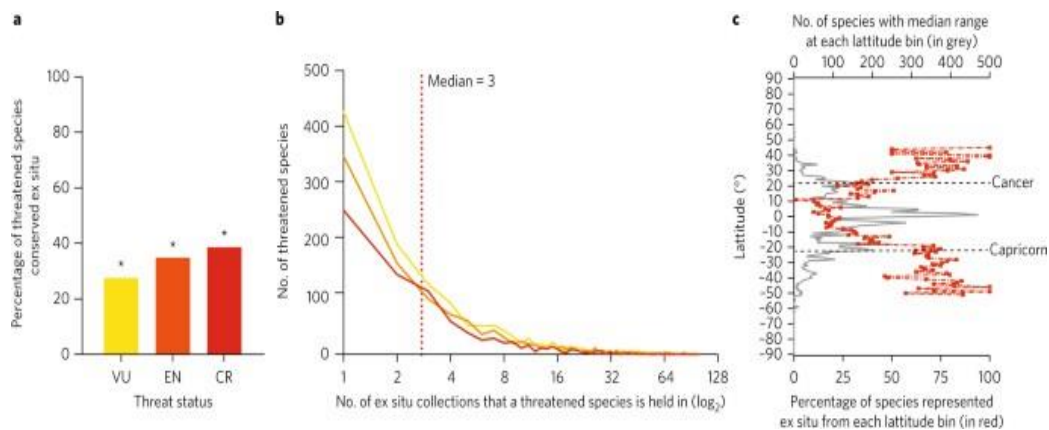 a
Percentage of threatened species
conserved ex situ
100
80
60
40
20
0
*
*
*
VU
EN
CR
Threat status
b
No. of threatened species
500
400
300
200
100
0
Median = 3
1
2
4
8
16
32
64
128
No. of ex situ collections that a threatened species is held in (log2)
c
No. of species with median range
at each lattitude bin (in grey)
0
100
200
300
400
500
Lattitude (°)
90
80
70
60
50
40
30
20
10
0
-10
-20
-30
-40
-50
-60
-70
-80
-90
Cancer
Capricorn
0
25
50
75
100
Percentage of species represented
ex situ from each lattitude bin (in red)